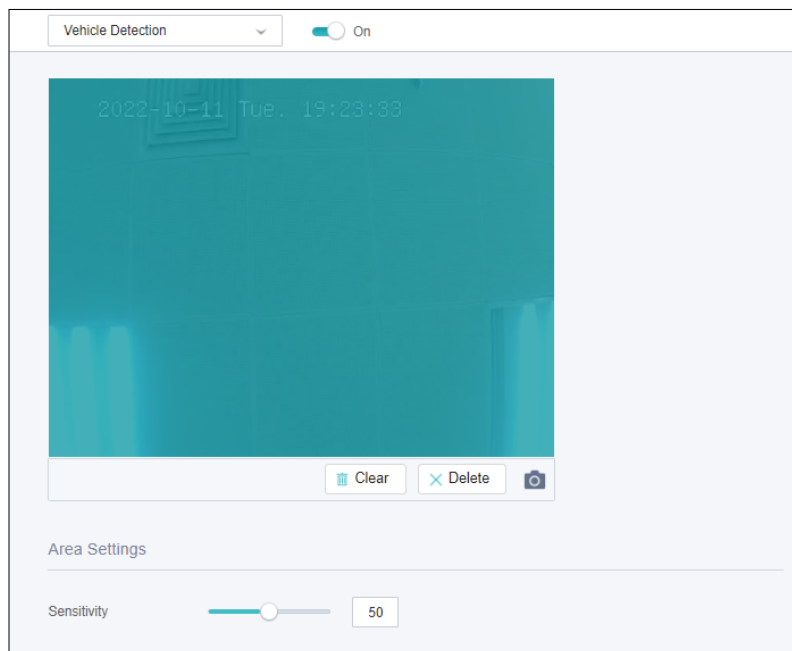 Vehicle Detection On
2022-10-11 Tue. 19:23:33
Clear Delete
Area Settings
Sensitivity 50